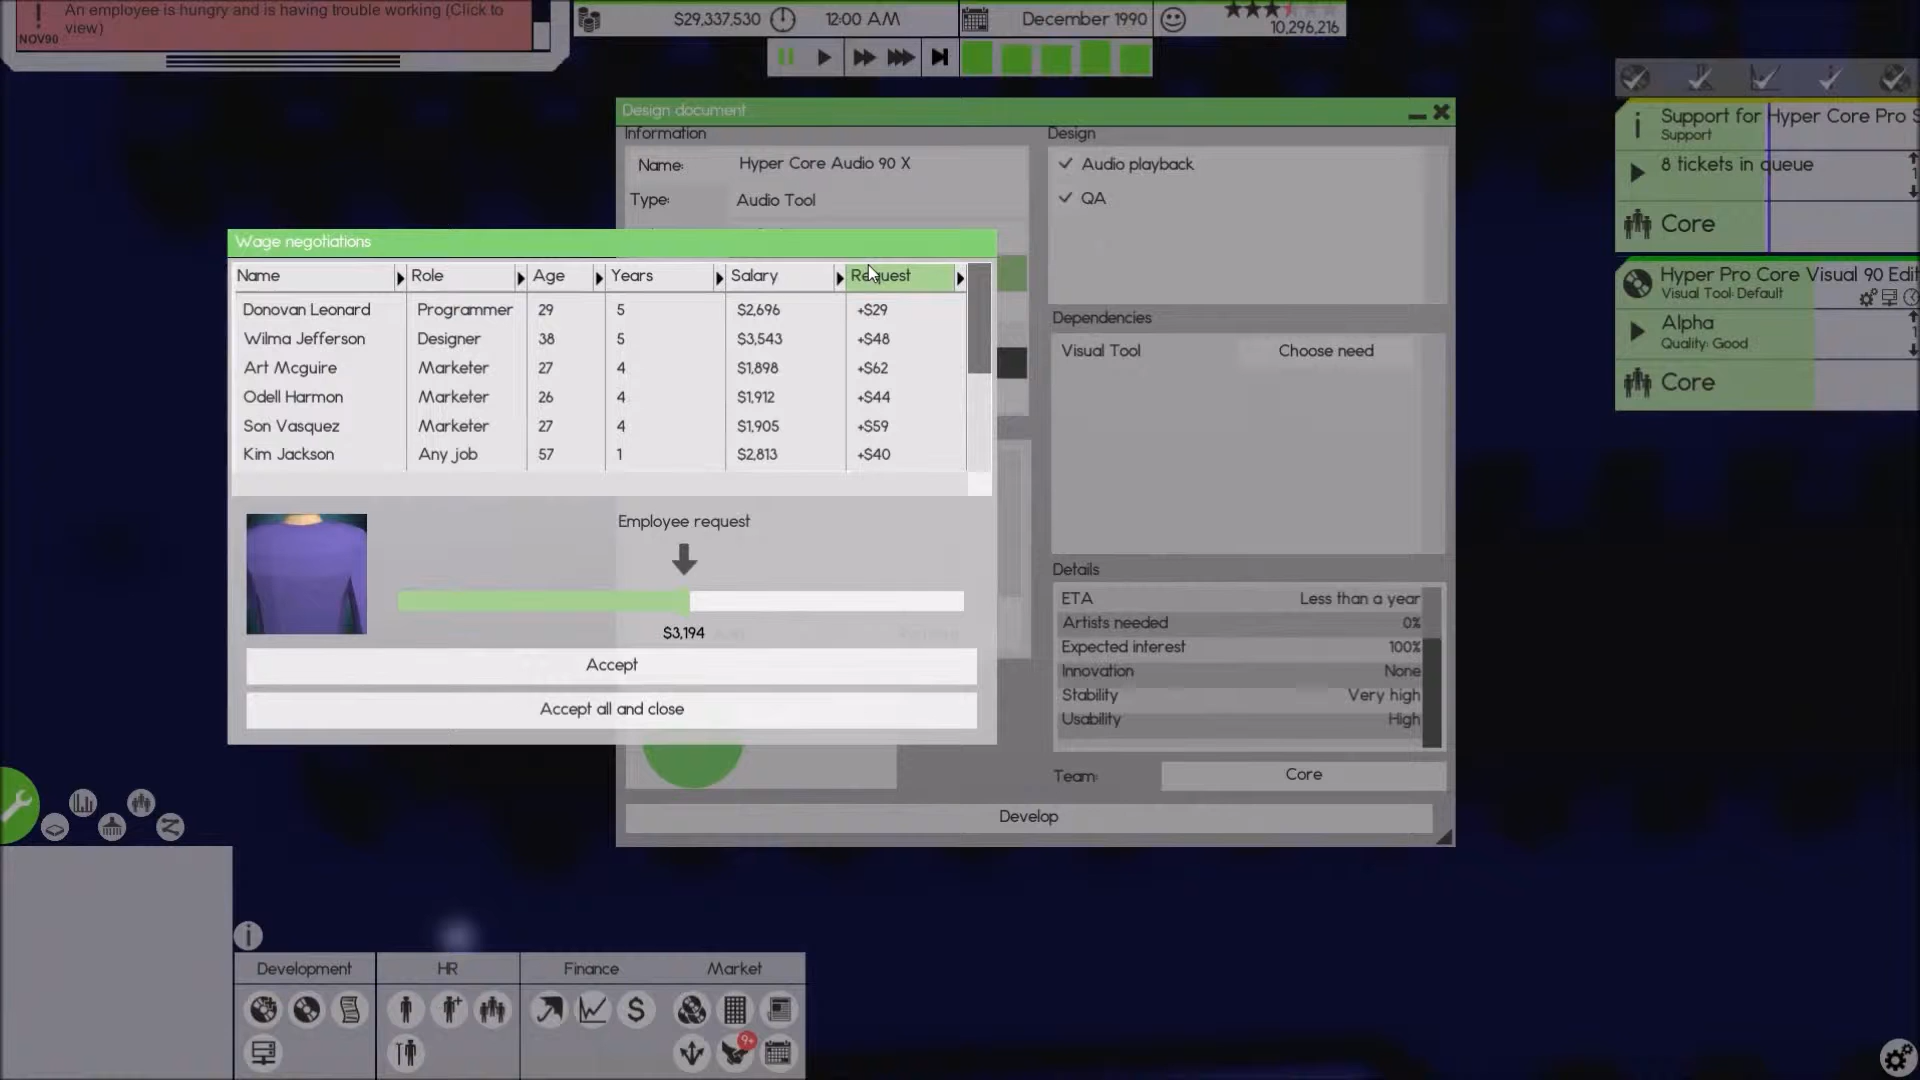 An employee is hungry and is having trouble working (Click to
view)
NOV90
$29,337,530
12:00 AM
December 1990
10,296,216
Design document
Information
Name: Hyper Core Audio 90 X
Type: Audio Tool
Design
Audio playback
QA
Dependencies
Visual Tool Choose need
Details
ETA Less than a year
Artists needed 0%
Expected interest 100%
Innovation None
Stability Very high
Usability High
Team: Core
Develop
Wage negotiations
Name Role Age Years Salary Request
Donovan Leonard Programmer 29 5 $2,696 +$29
Wilma Jefferson Designer 38 5 $3,543 +$48
Art Mcguire Marketer 27 4 $1,898 +$62
Odell Harmon Marketer 26 4 $1,912 +$44
Son Vasquez Marketer 27 4 $1,905 +$59
Kim Jackson Any job 57 1 $2,813 +$40
Employee request
$3,194
Accept
Accept all and close
Support for Hyper Core Pro S
Support
8 tickets in queue
1
Core
Hyper Pro Core Visual 90 Edit
Visual Tool: Default
Alpha
Quality: Good
1
Core
Development HR Finance Market
9+